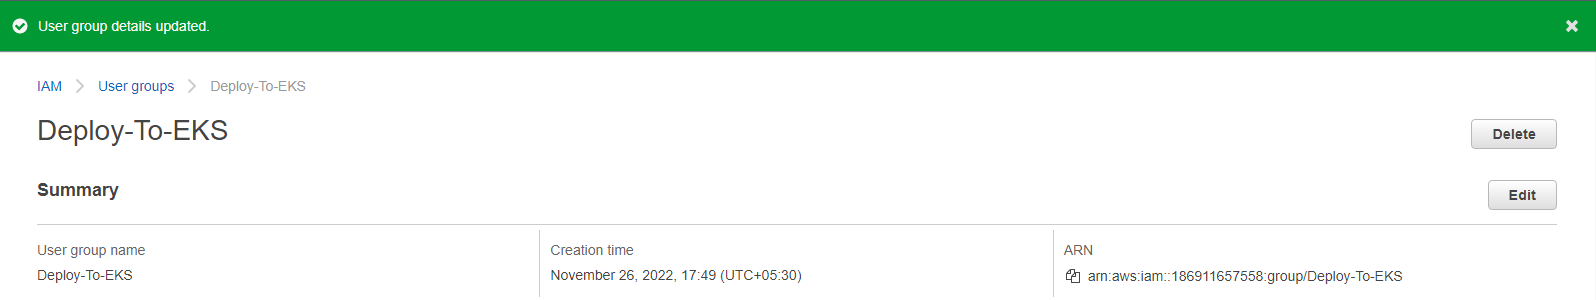 User group details updated.
IAM > User groups > Deploy-To-EKS
Deploy-To-EKS
Delete
Summary
Edit
User group name
Deploy-To-EKS
Creation time
November 26, 2022, 17:49 (UTC+05:30)
ARN
arn:aws:iam::186911657558:group/Deploy-To-EKS